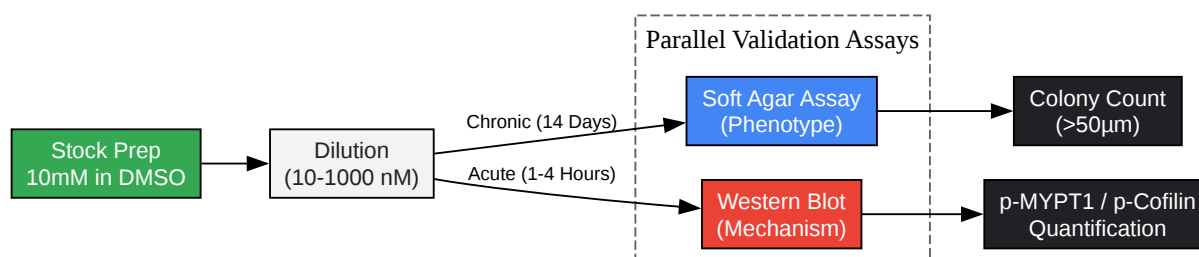 Parallel Validation Assays
Stock Prep
10mM in DMSO
Dilution
(10-1000 nM)
Chronic (14 Days)
Acute (1-4 Hours)
Soft Agar Assay
(Phenotype)
Colony Count
(>50µm)
Western Blot
(Mechanism)
p-MYPT1 / p-Cofilin
Quantification